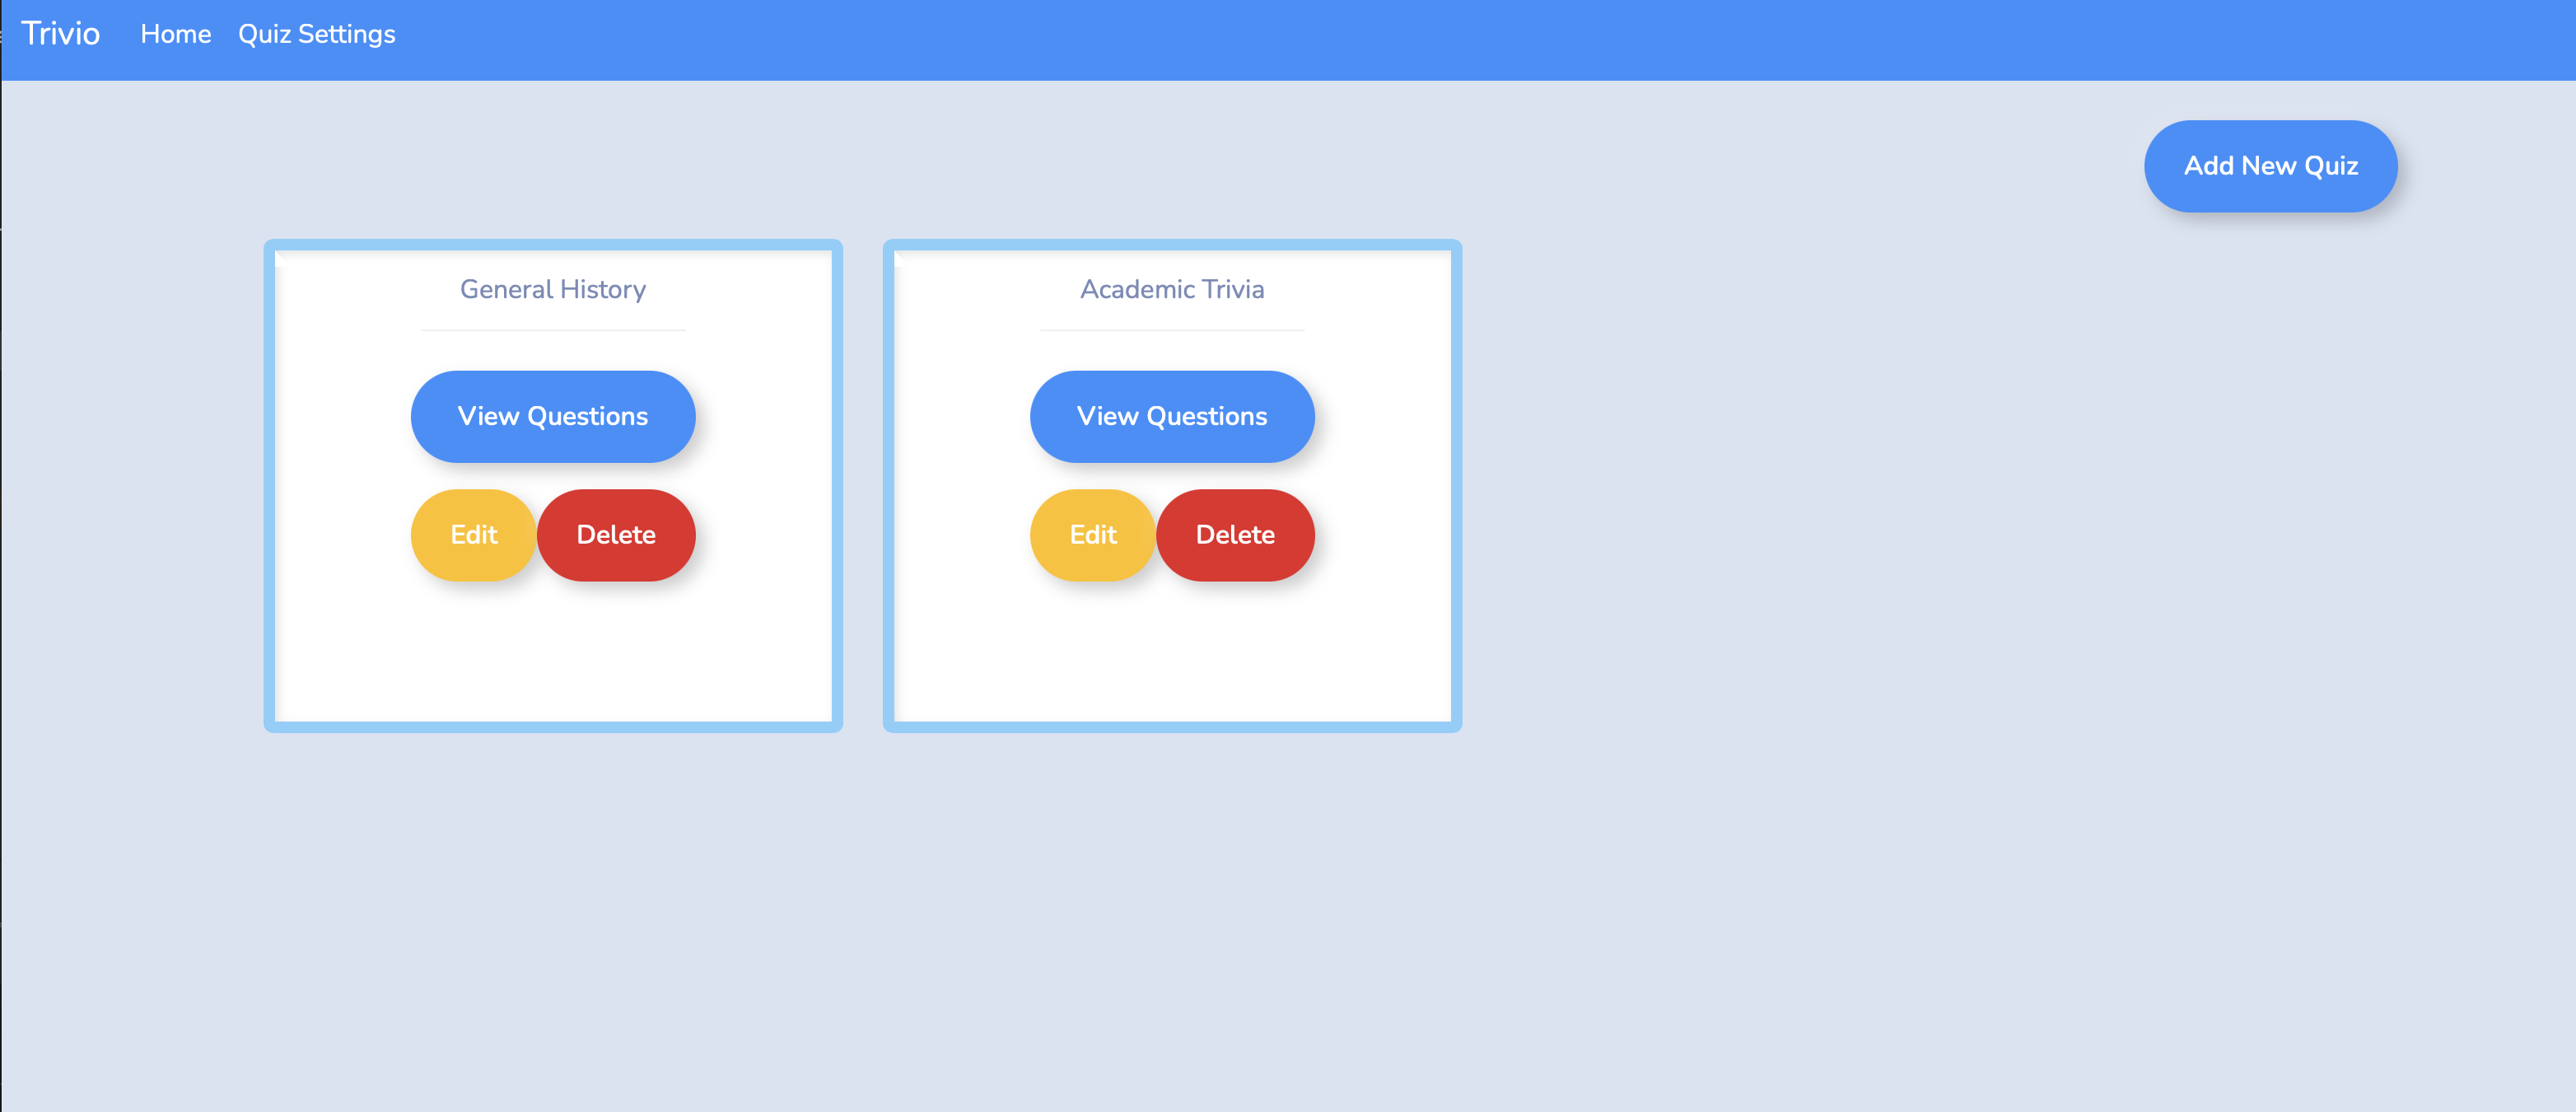 Trivio Home Quiz Settings
Add New Quiz
General History
View Questions
Edit Delete
Academic Trivia
View Questions
Edit Delete